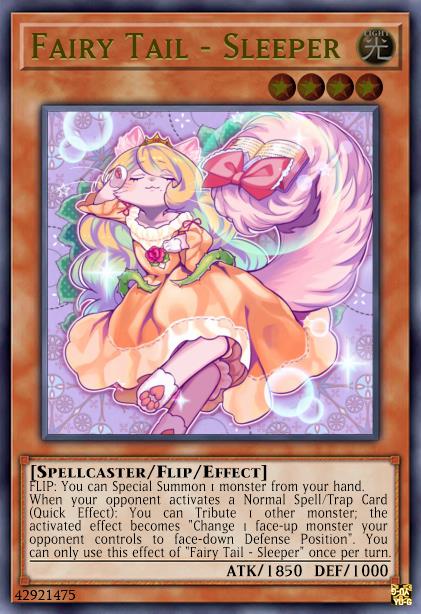 Fairy Tail - Sleeper
LIGHT
光
[Spellcaster/Flip/Effect]
FLIP: You can Special Summon 1 monster from your hand.
When your opponent activates a Normal Spell/Trap Card
(Quick Effect): You can Tribute 1 other monster; the
activated effect becomes "Change 1 face-up monster your
opponent controls to face-down Defense Position". You
can only use this effect of "Fairy Tail - Sleeper" once per turn.
ATK/1850 DEF/1000
42921475